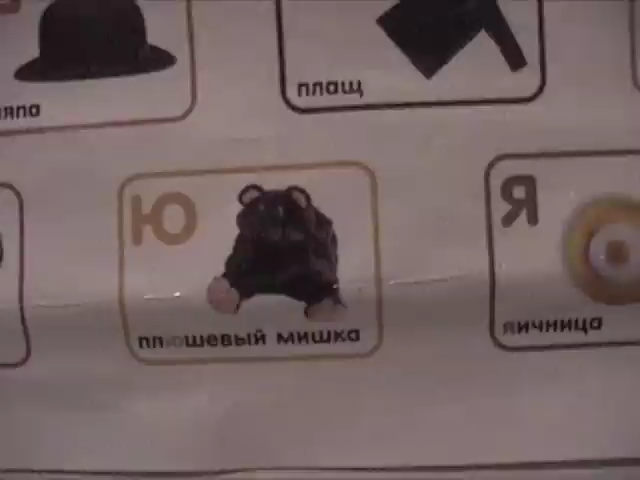 плащ
Ю
Я
плюшевый мишка
яичница